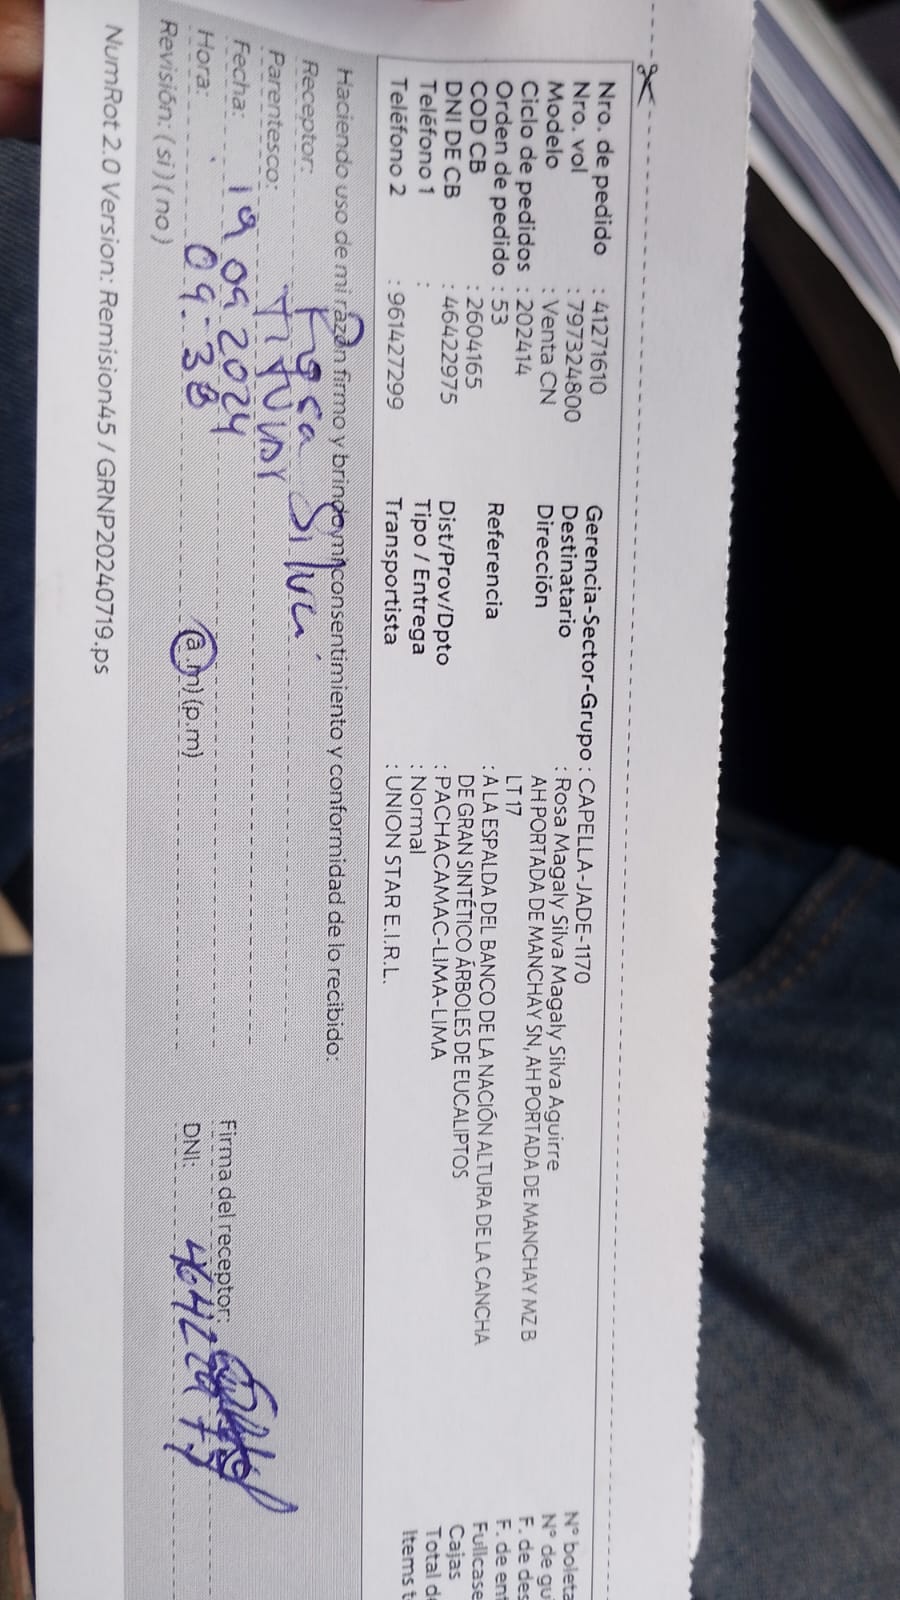 Nro. de pedido : 41271610
Nro. vol : 797324800
Modelo : Venta CN
Ciclo de pedidos : 202414
Orden de pedido : 53
COD CB : 2604165
DNI DE CB : 46422975
Teléfono 1 :
Teléfono 2 : 961427299
Gerencia-Sector-Grupo : CAPELLA-JADE-1170
Destinatario : Rosa Magaly Silva Magaly Silva Aguirre
Dirección AH PORTADA DE MANCHAY SN, AH PORTADA DE MANCHAY MZ B
LT 17
Referencia : A LA ESPALDA DEL BANCO DE LA NACIÓN ALTURA DE LA CANCHA
DE GRAN SINTÉTICO ÁRBOLES DE EUCALIPTOS
Dist/Prov/Dpto : PACHACAMAC-LIMA-LIMA
Tipo / Entrega : Normal
Transportista : UNION STAR E.I.R.L.
N° boleta
N° de gu
F. de des
F. de ent
Fullcase
Cajas
Total d
Items t
Haciendo uso de mi razón firmo y brindo mi consentimiento y conformidad de lo recibido:
Receptor: Rosa Silva
Parentesco: Titular
Fecha: 19 09 2024
Hora: 09:38 (a.m) (p.m)
Revisión: (si) (no)
Firma del receptor:
DNI:
NumRot 2.0 Version: Remision45 / GRNP20240719.ps